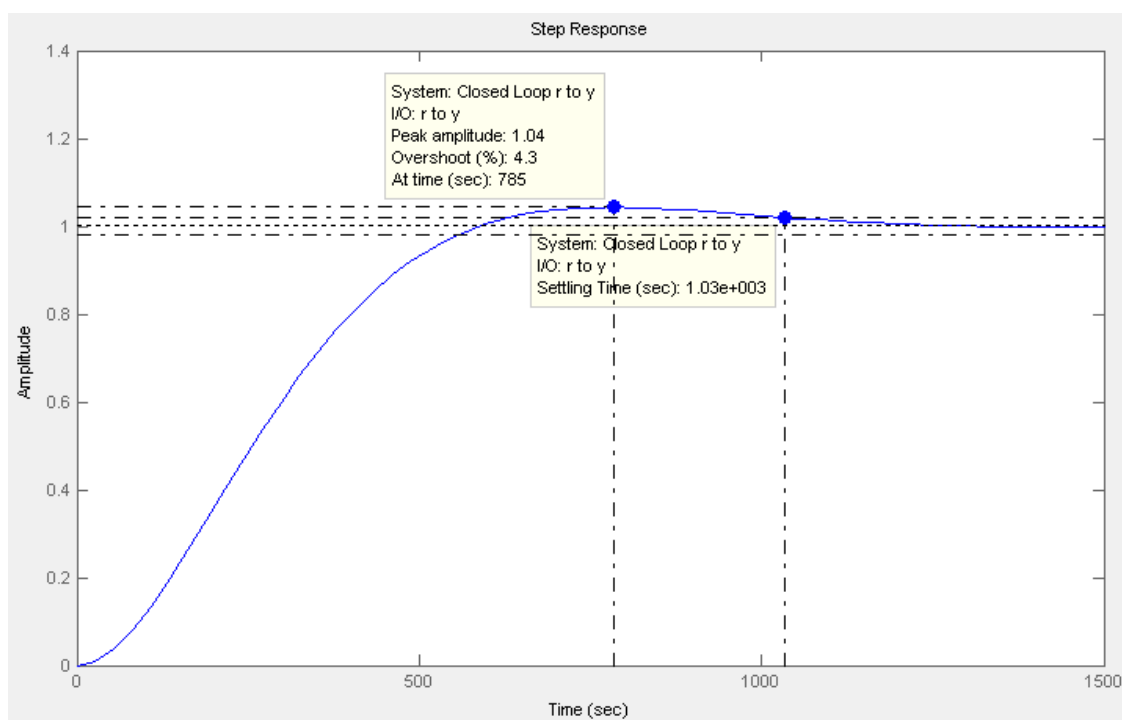 Step Response
1.4
1.2
1
0.8
0.6
0.4
0.2
0
Amplitude
System: Closed Loop r to y
I/O: r to y
Peak amplitude: 1.04
Overshoot (%): 4.3
At time (sec): 785
System: Closed Loop r to y
I/O: r to y
Settling Time (sec): 1.03e+003
0 500 1000 1500
Time (sec)